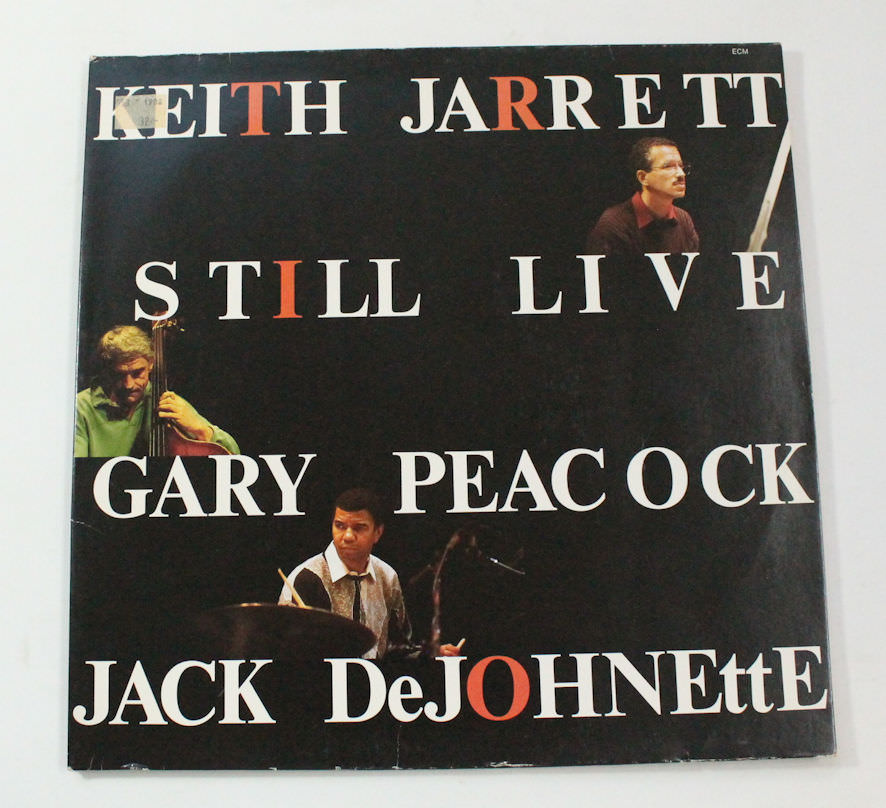 ECM
KEITH JARRETT
STILL LIVE
GARY PEACOCK
JACK DeJOHNEttE